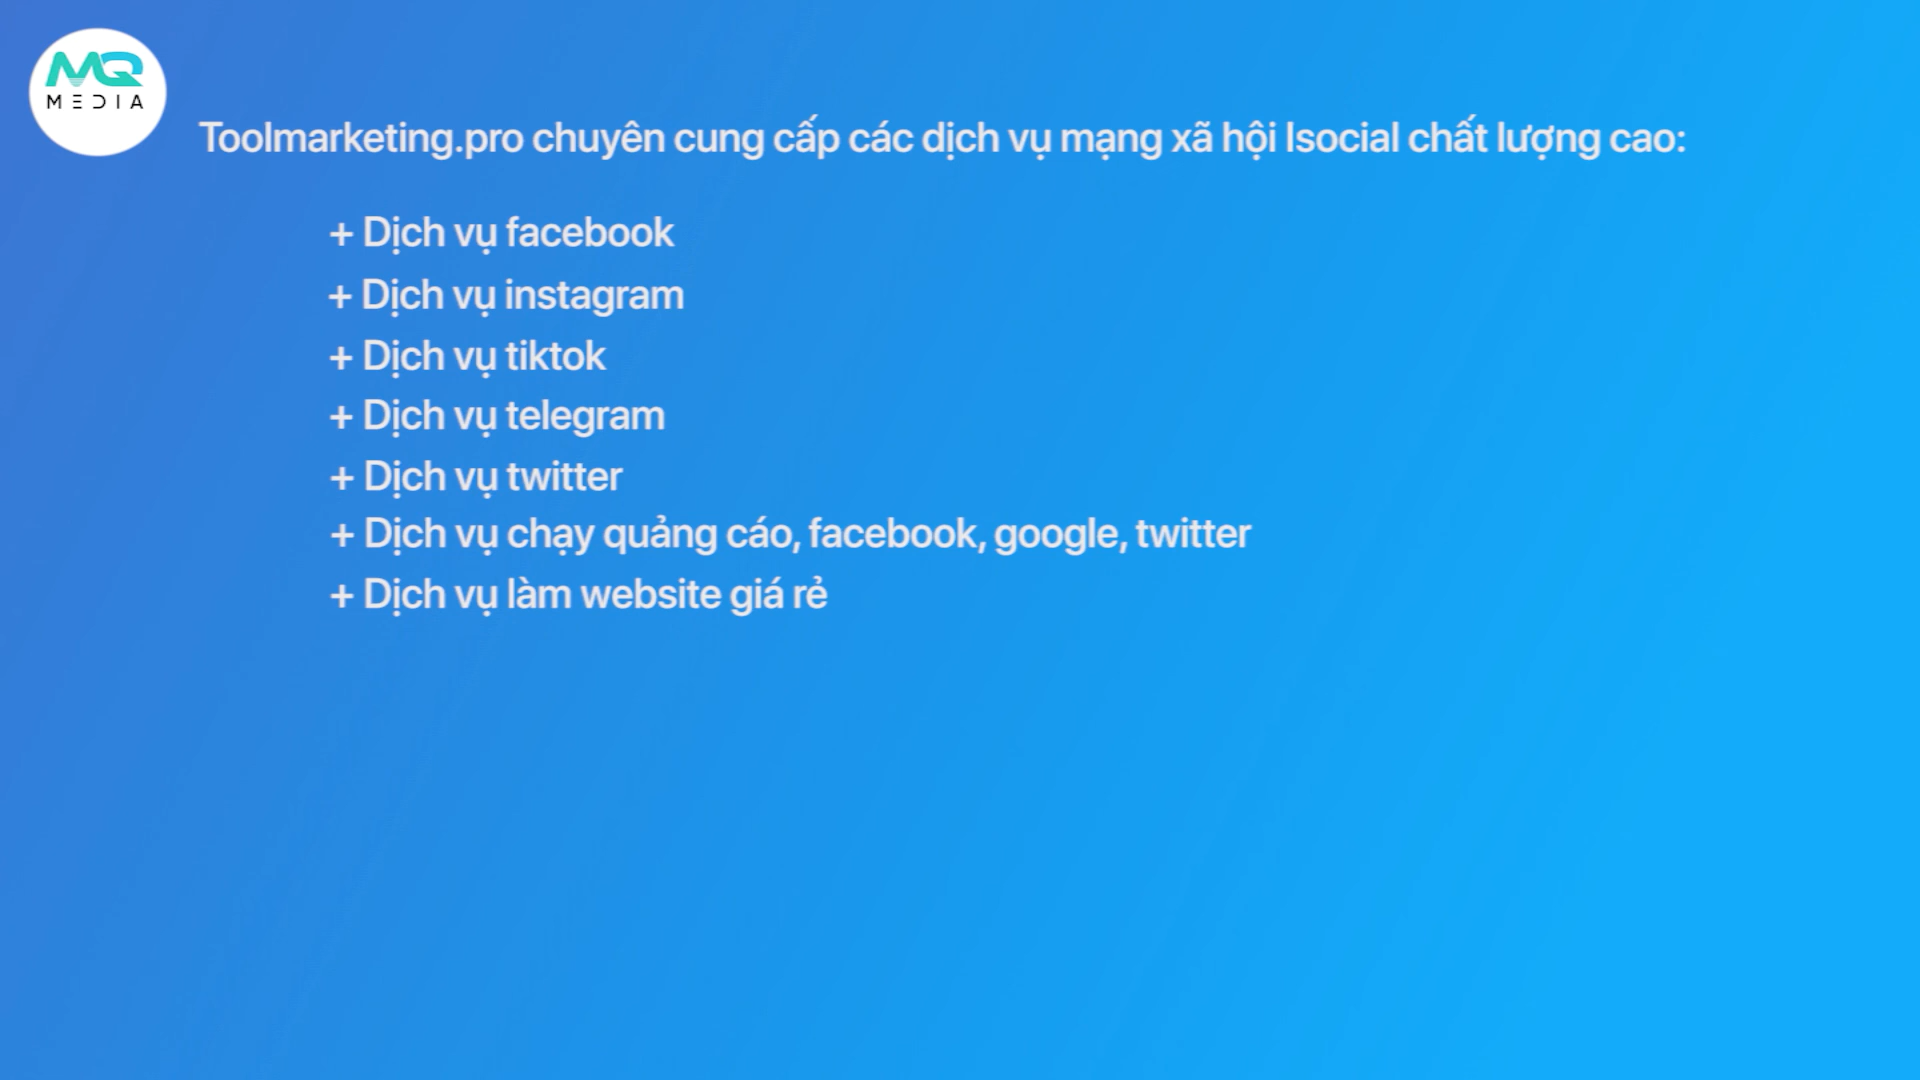 MQ
MEDIA
Toolmarketing.pro chuyên cung cấp các dịch vụ mạng xã hội Isocial chất lượng cao:
+ Dịch vụ facebook
+ Dịch vụ instagram
+ Dịch vụ tiktok
+ Dịch vụ telegram
+ Dịch vụ twitter
+ Dịch vụ chạy quảng cáo, facebook, google, twitter
+ Dịch vụ làm website giá rẻ